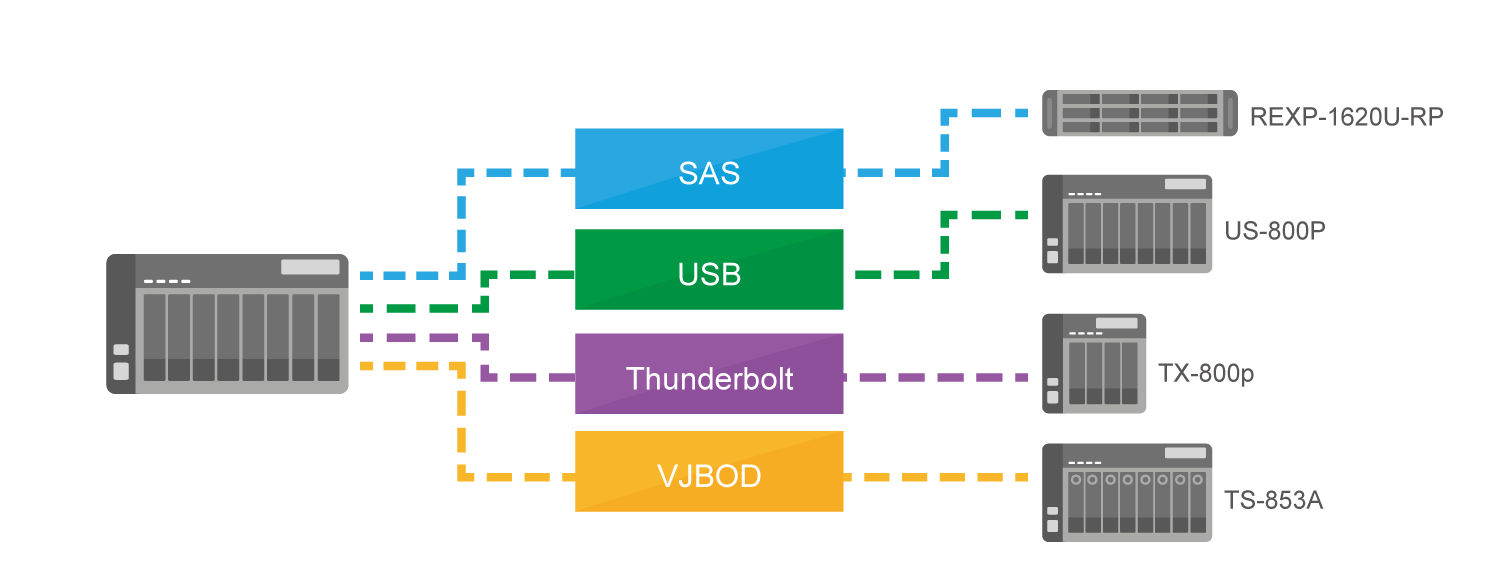 SAS
REXP-1620U-RP
USB
US-800P
Thunderbolt
TX-800p
VJBOD
TS-853A